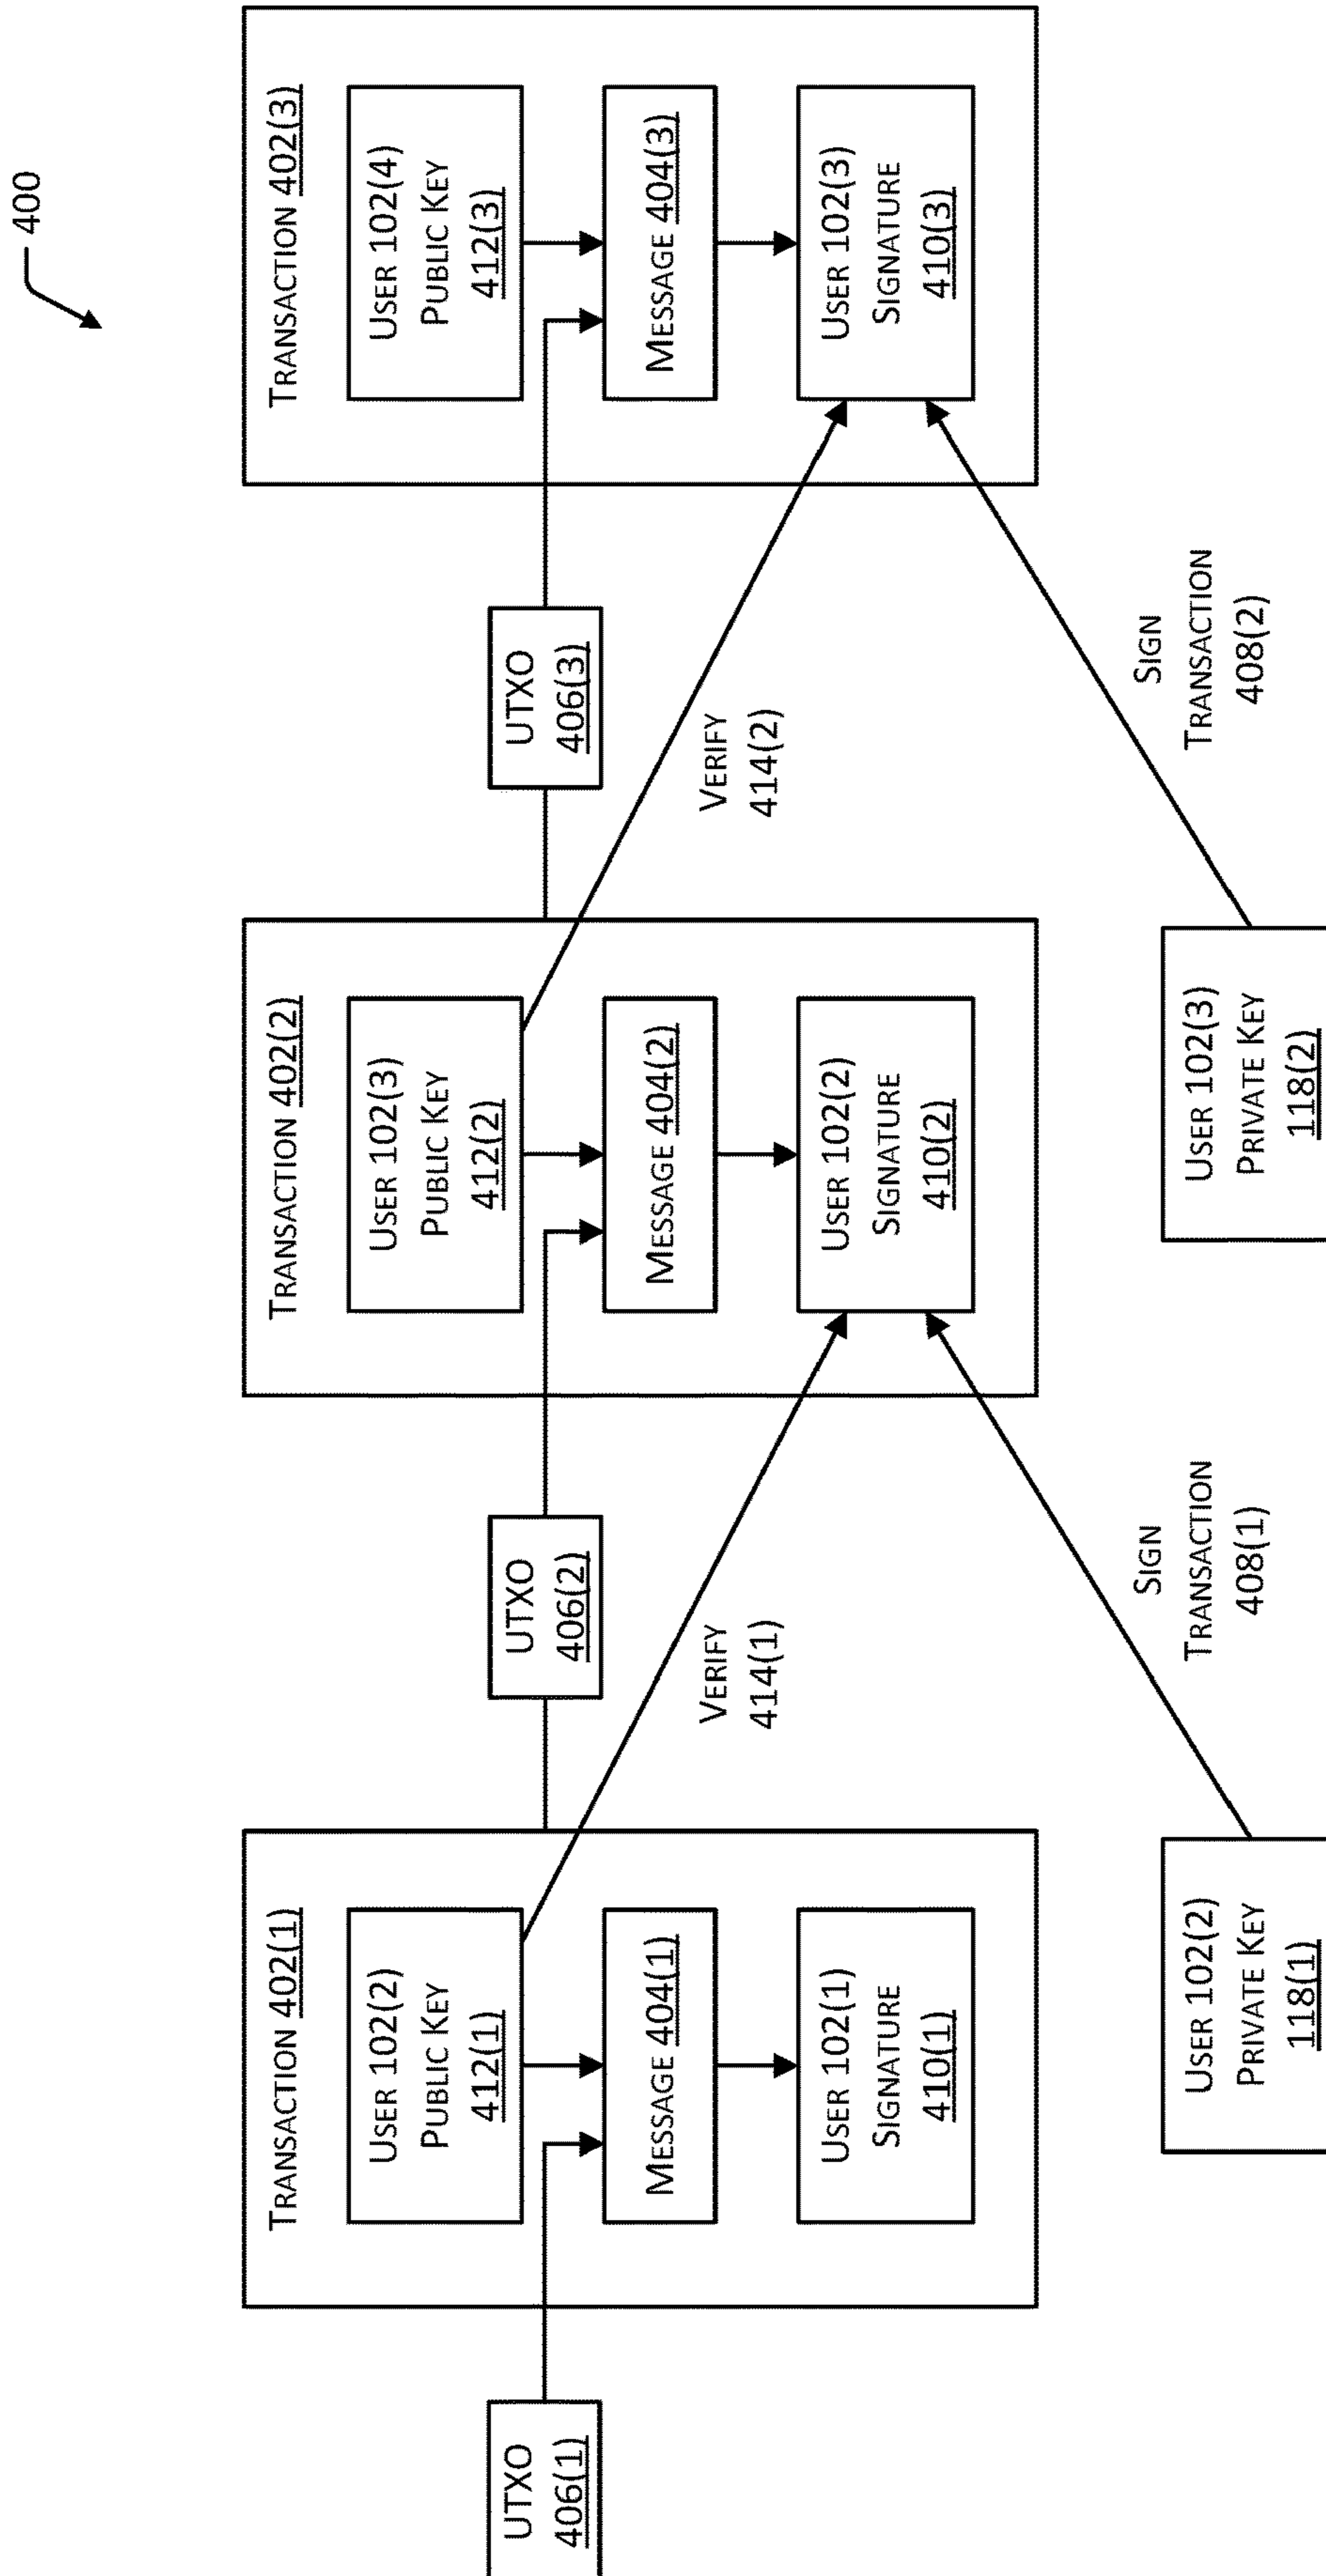 400
UTXO
406(1)
TRANSACTION 402(1)
USER 102(2)
PUBLIC KEY
412(1)
MESSAGE 404(1)
USER 102(1)
SIGNATURE
410(1)
UTXO
406(2)
VERIFY
414(1)
USER 102(2)
PRIVATE KEY
118(1)
SIGN
TRANSACTION
408(1)
TRANSACTION 402(2)
USER 102(3)
PUBLIC KEY
412(2)
MESSAGE 404(2)
USER 102(2)
SIGNATURE
410(2)
UTXO
406(3)
VERIFY
414(2)
USER 102(3)
PRIVATE KEY
118(2)
SIGN
TRANSACTION
408(2)
TRANSACTION 402(3)
USER 102(4)
PUBLIC KEY
412(3)
MESSAGE 404(3)
USER 102(3)
SIGNATURE
410(3)